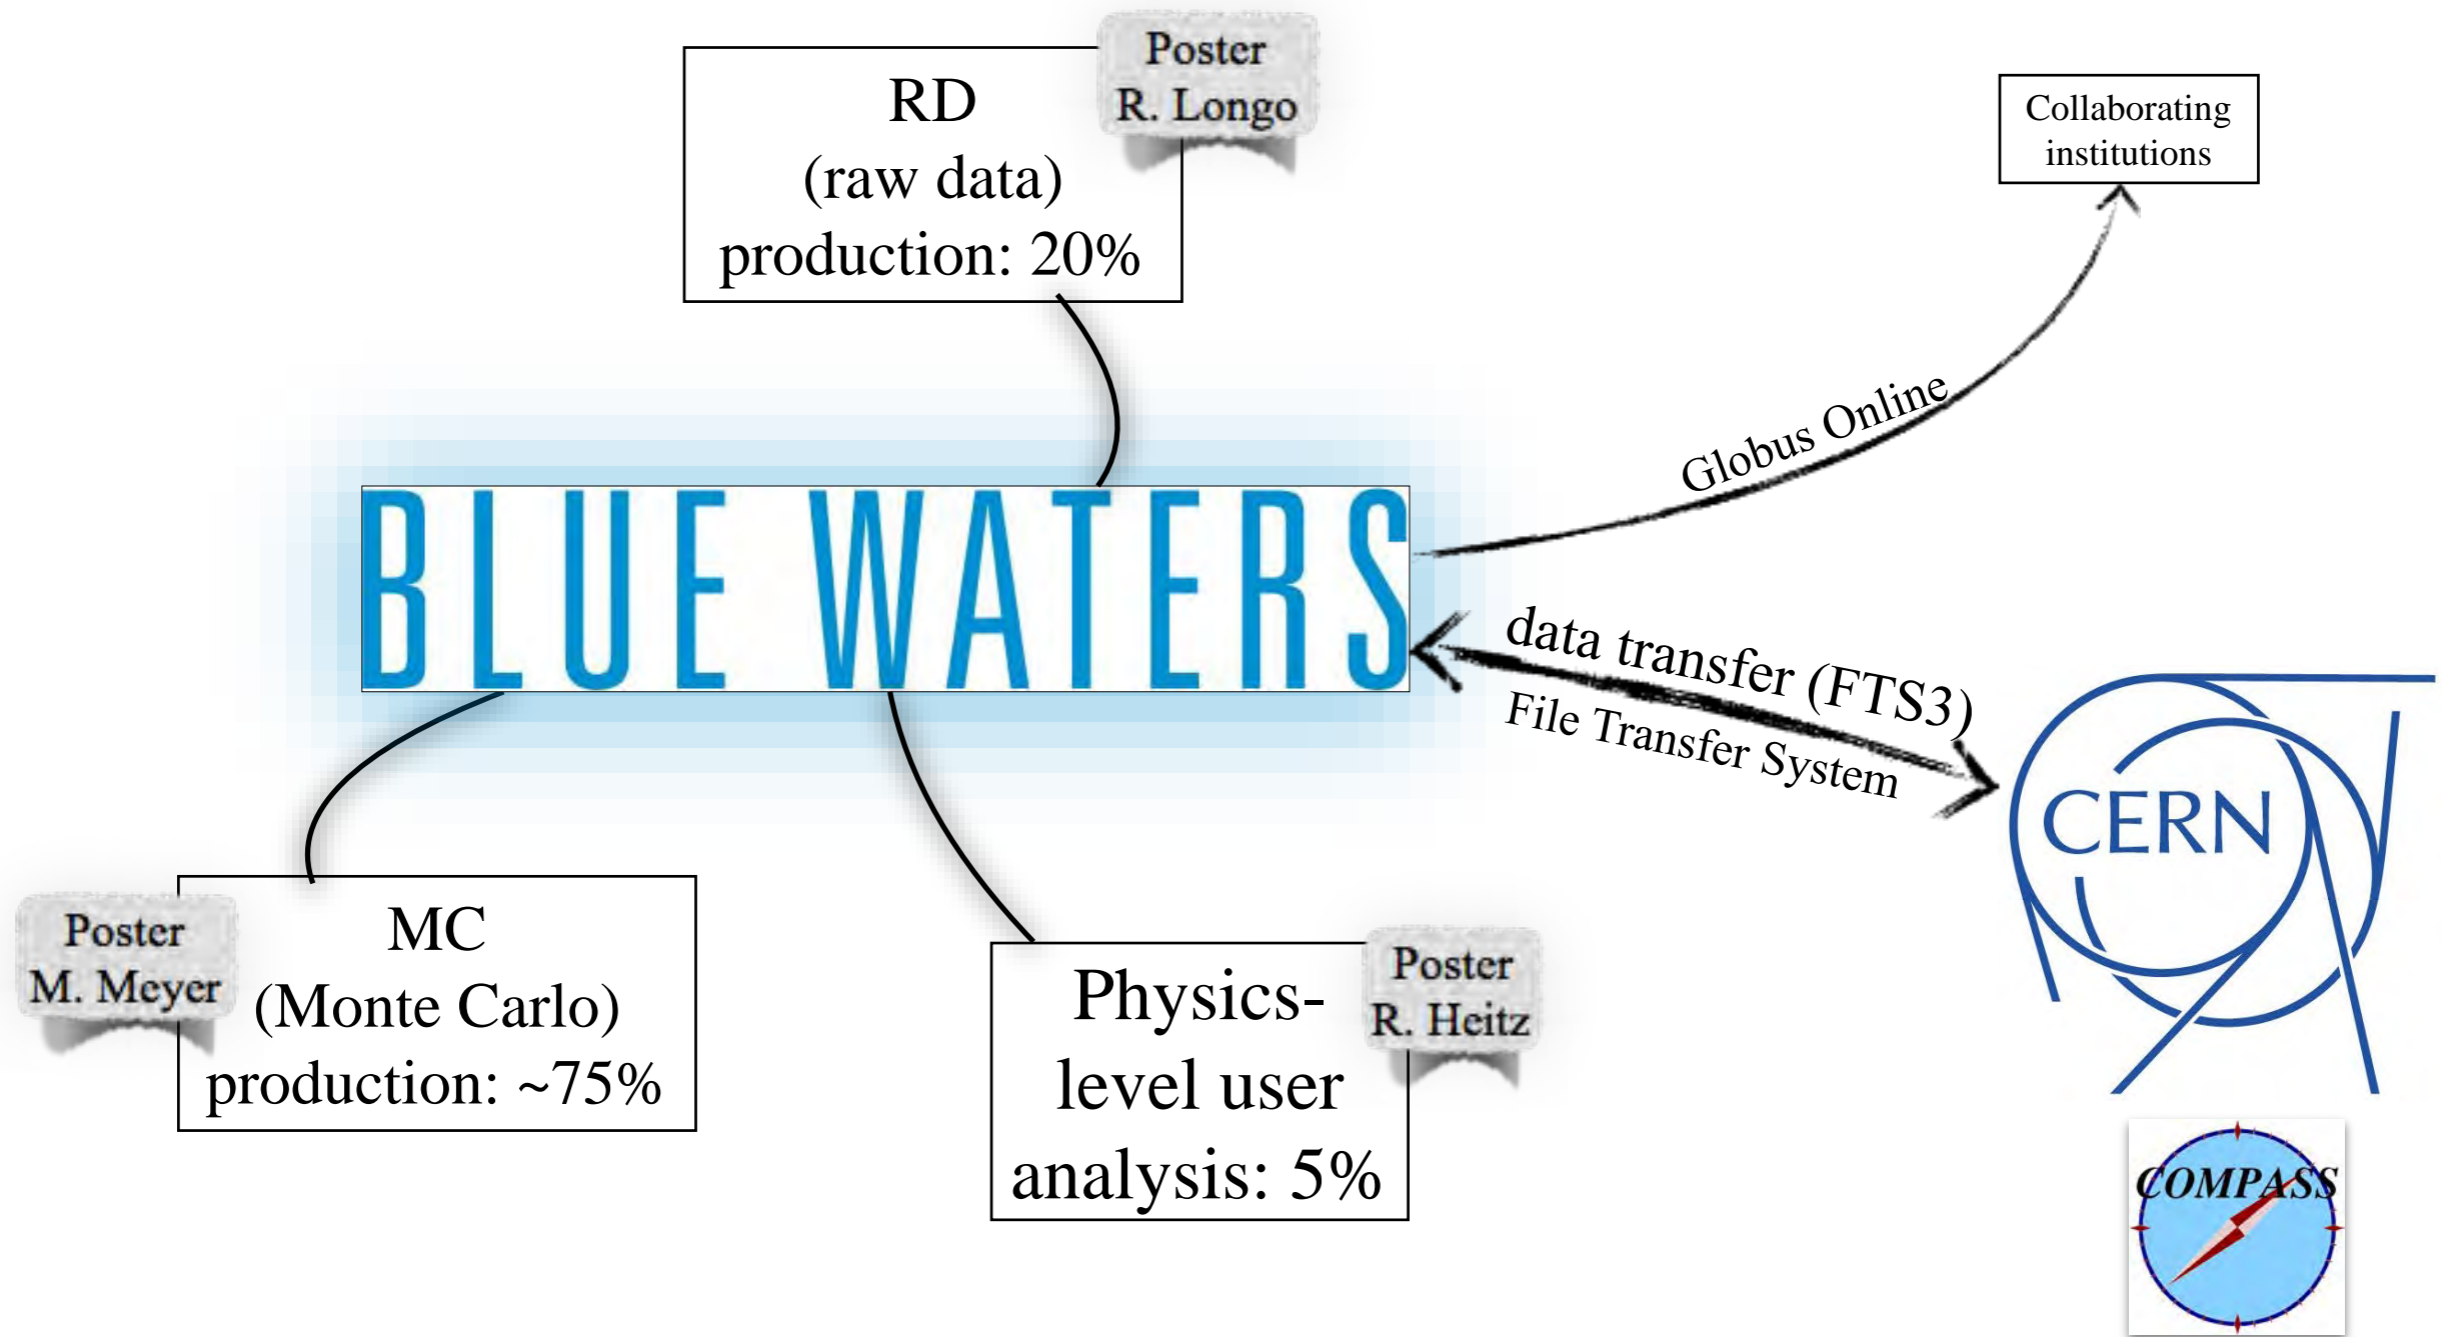 RD
(raw data)
production: 20%
Poster
R. Longo
Collaborating
institutions
Globus Online
BLUE WATERS
data transfer (FTS3)
File Transfer System
CERN
Poster
M. Meyer
MC
(Monte Carlo)
production: ~75%
Physics-
level user
analysis: 5%
Poster
R. Heitz
COMPASS